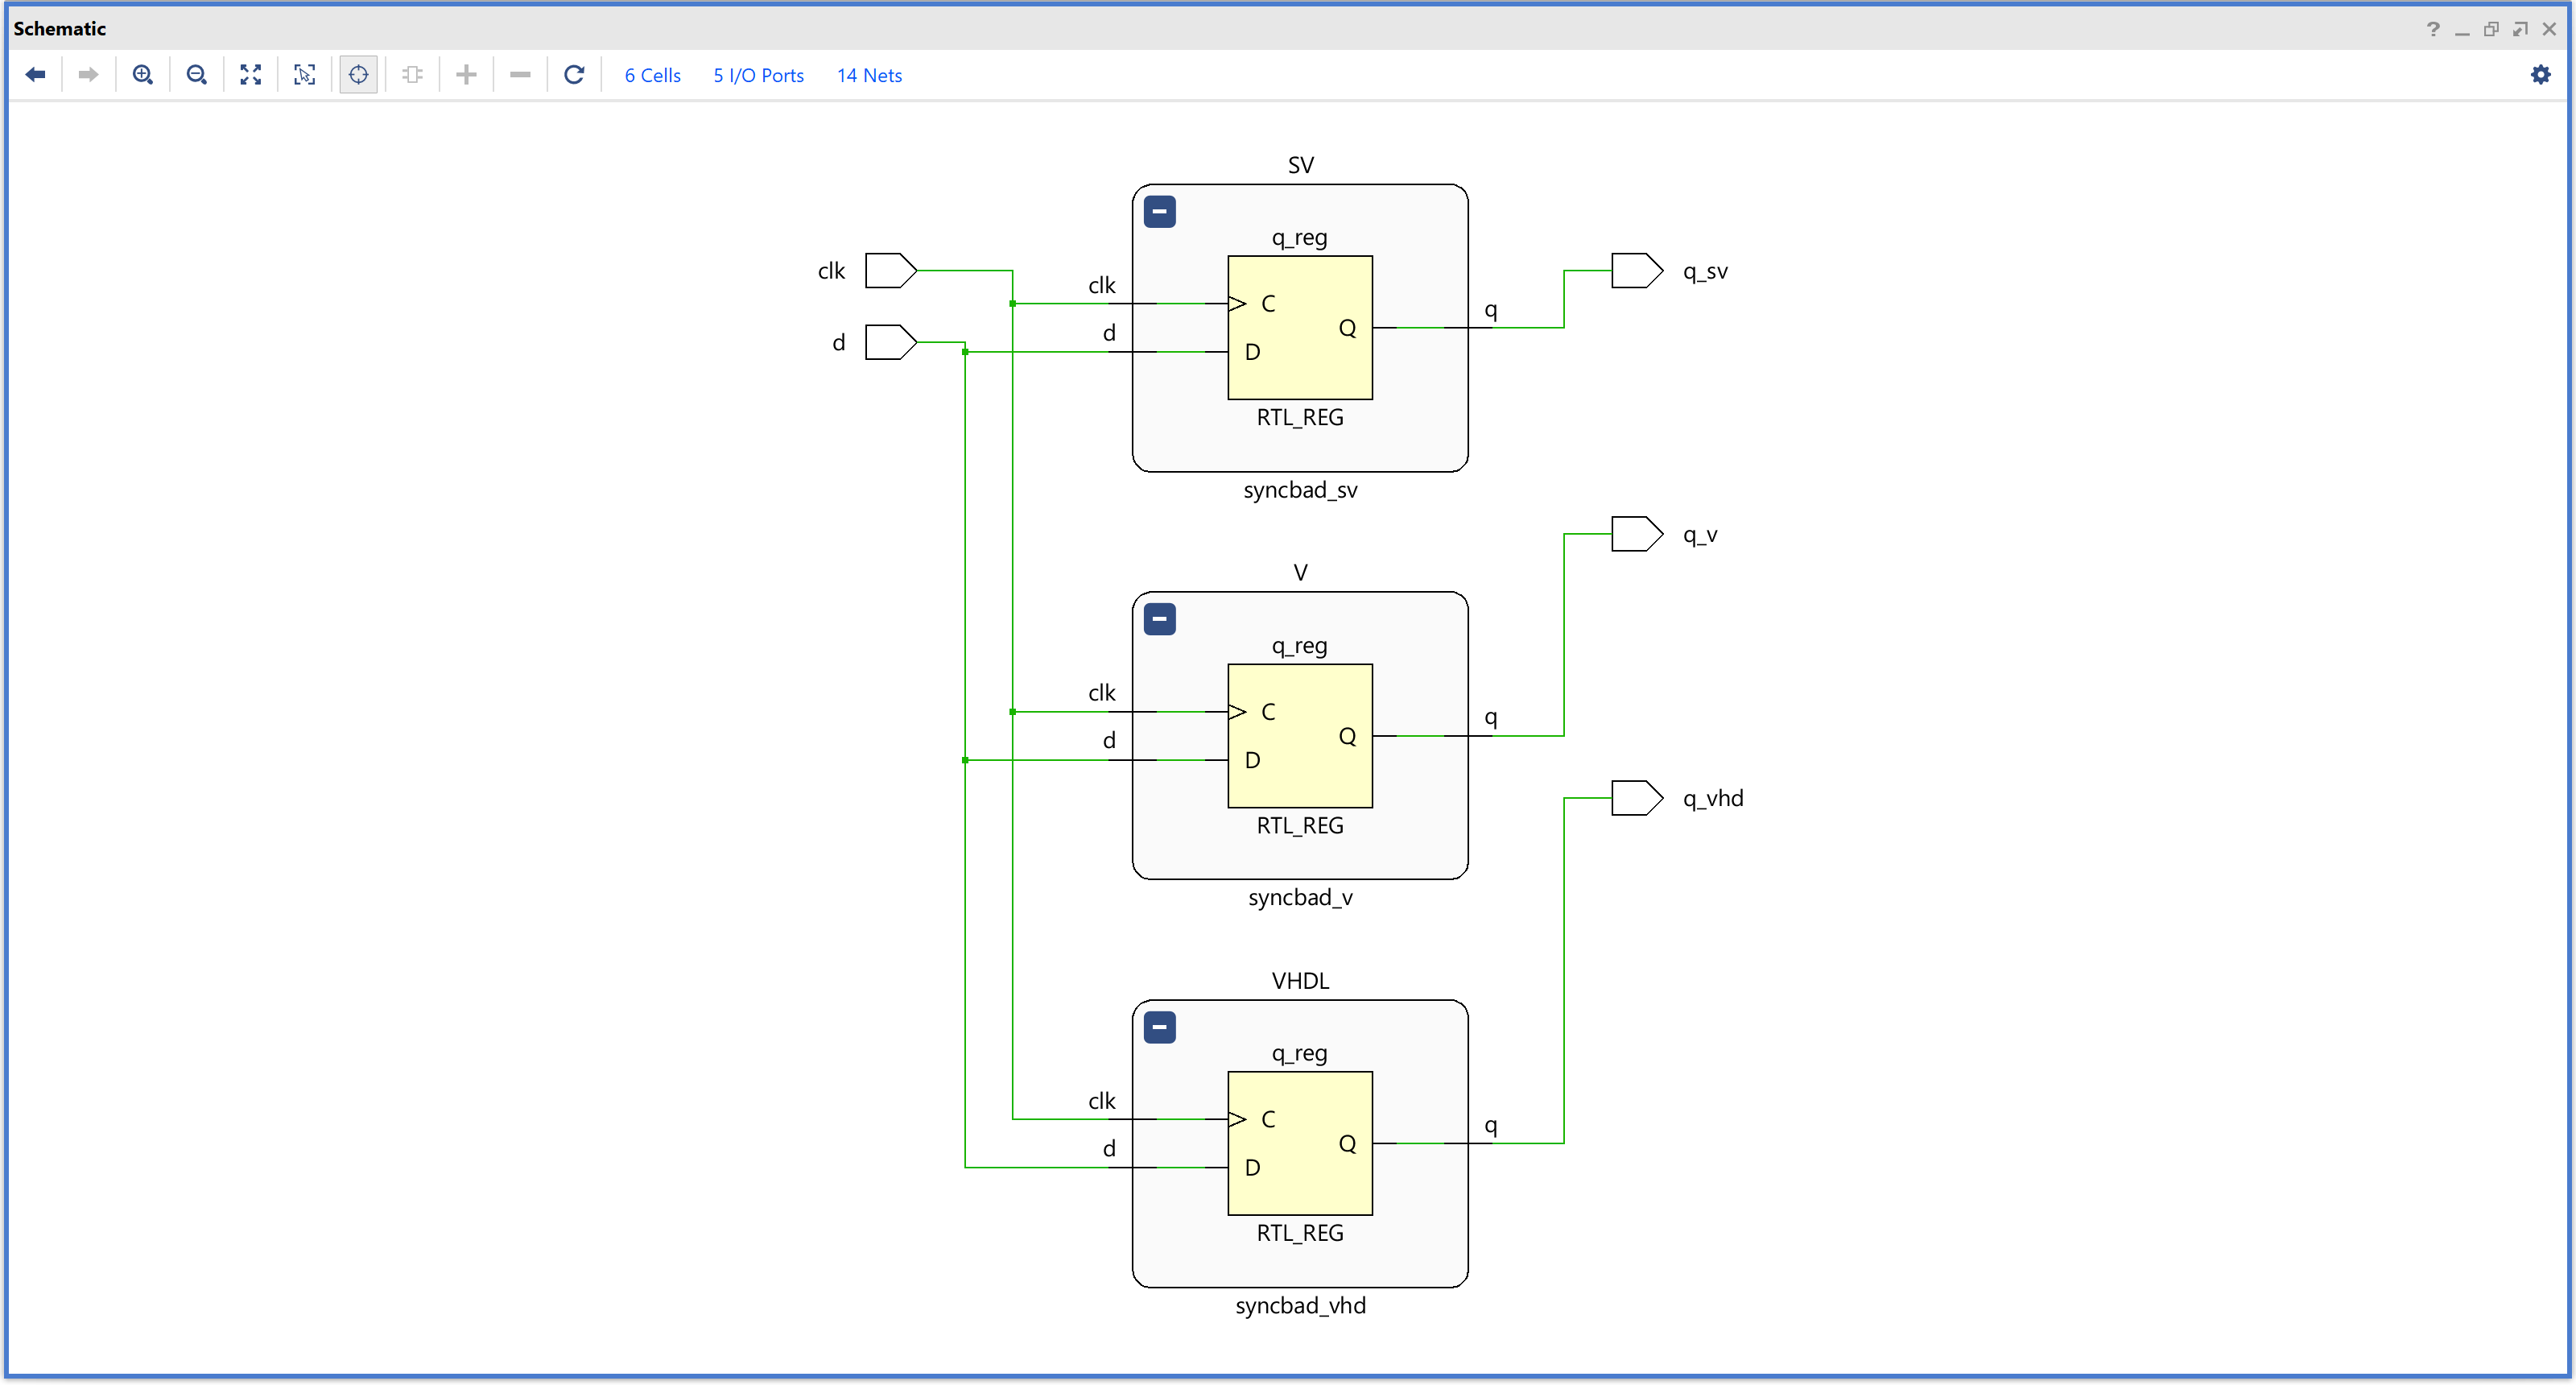 Schematic
6 Cells 5 I/O Ports 14 Nets
SV
q_reg
clk
clk
C
q_sv
q
d
d
Q
D
RTL_REG
syncbad_sv
q_v
V
q_reg
clk
C
q
d
Q
D
q_vhd
RTL_REG
syncbad_v
VHDL
q_reg
clk
C
q
d
Q
D
RTL_REG
syncbad_vhd